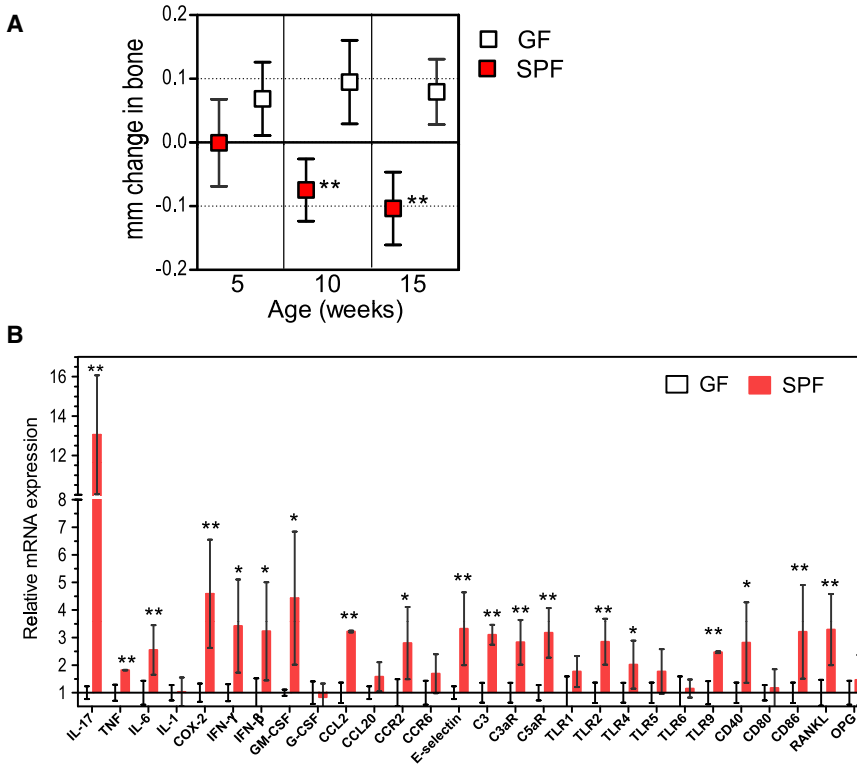 A
0.2
0.1
0.0
-0.1
-0.2
mm change in bone
**
**
5 10 15
Age (weeks)
GF
SPF
B
16
14
12
10
8
7
6
5
4
3
2
1
Relative mRNA expression
GF SPF
** ** ** ** * * * ** * ** ** ** ** ** * ** * ** **
IL-17 TNF IL-6 IL-1 COX-2 IFN-γ IFN-β GM-CSF G-CSF CCL2 CCL20 CCR2 CCR6 E-selectin C3 C3aR C5aR TLR1 TLR2 TLR4 TLR5 TLR6 TLR9 CD40 CD80 CD86 RANKL OPG